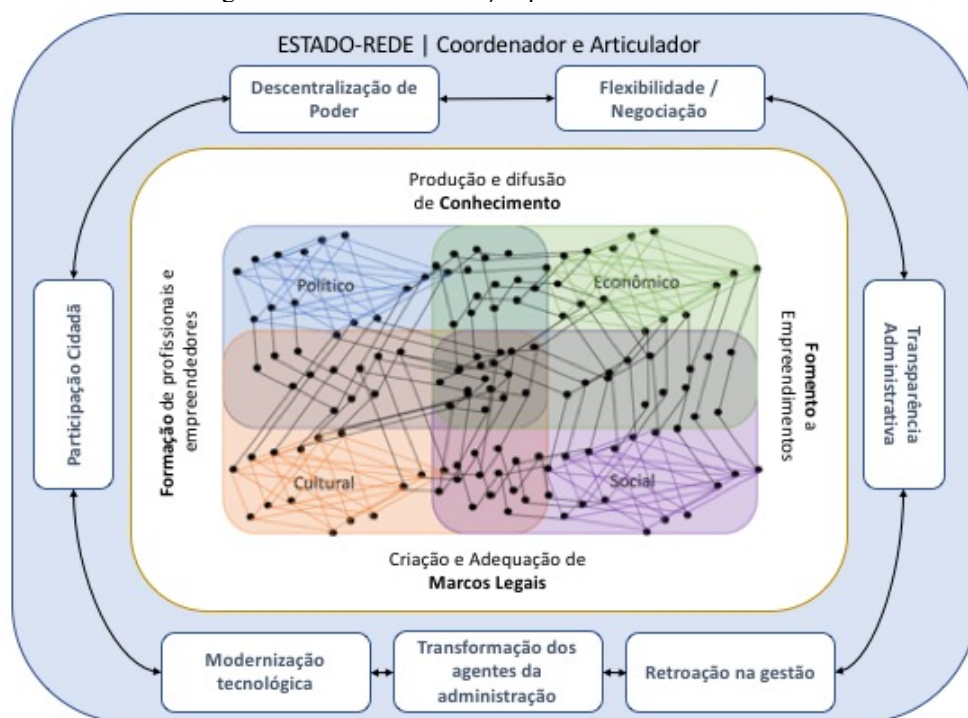 ESTADO-REDE | Coordenador e Articulador
Descentralização de
Poder
Flexibilidade /
Negociação
Produção e difusão
de Conhecimento
Participação Cidadã
Formação de profissionais e
empreendedores
Político
Econômico
Cultural
Social
Fomento a
Empreendimentos
Transparência
Administrativa
Criação e Adequação de
Marcos Legais
Modernização
tecnológica
Transformação dos
agentes da
administração
Retroação na gestão